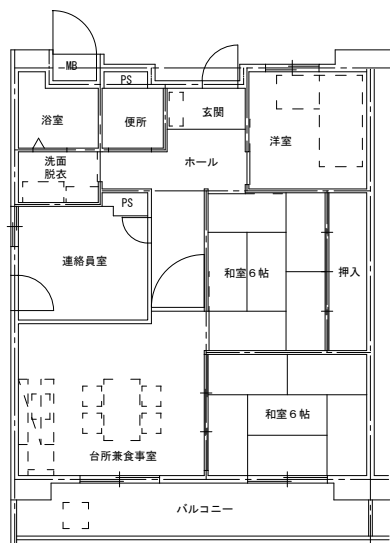 MB
PS
浴室
便所
玄関
洋室
洗面
脱衣
ホール
PS
連絡員室
和室６帖
押入
和室６帖
台所兼食事室
バルコニー